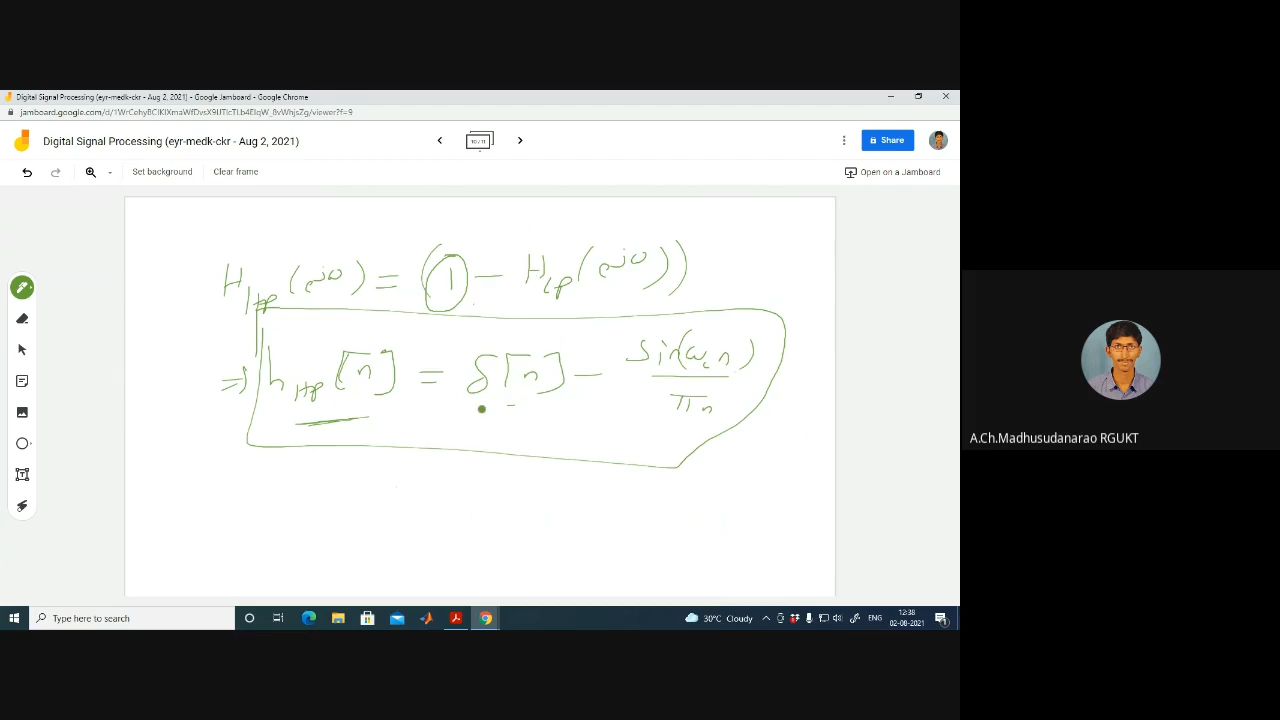 Digital Signal Processing (eyr-medk-ckr - Aug 2, 2021) - Google Jamboard - Google Chrome
Digital Signal Processing (eyr-medk-ckr - Aug 2, 2021)
10 / 11
Share
Set background
Clear frame
Open on a Jamboard
H_Hp (e^jω) = (1 - H_Lp (e^jω))
⇒ h_Hp [n] = δ[n] - Sin(ω_c n) / πn
A.Ch.Madhusudanarao RGUKT
Type here to search
30°C Cloudy
ENG
12:38
02-08-2021